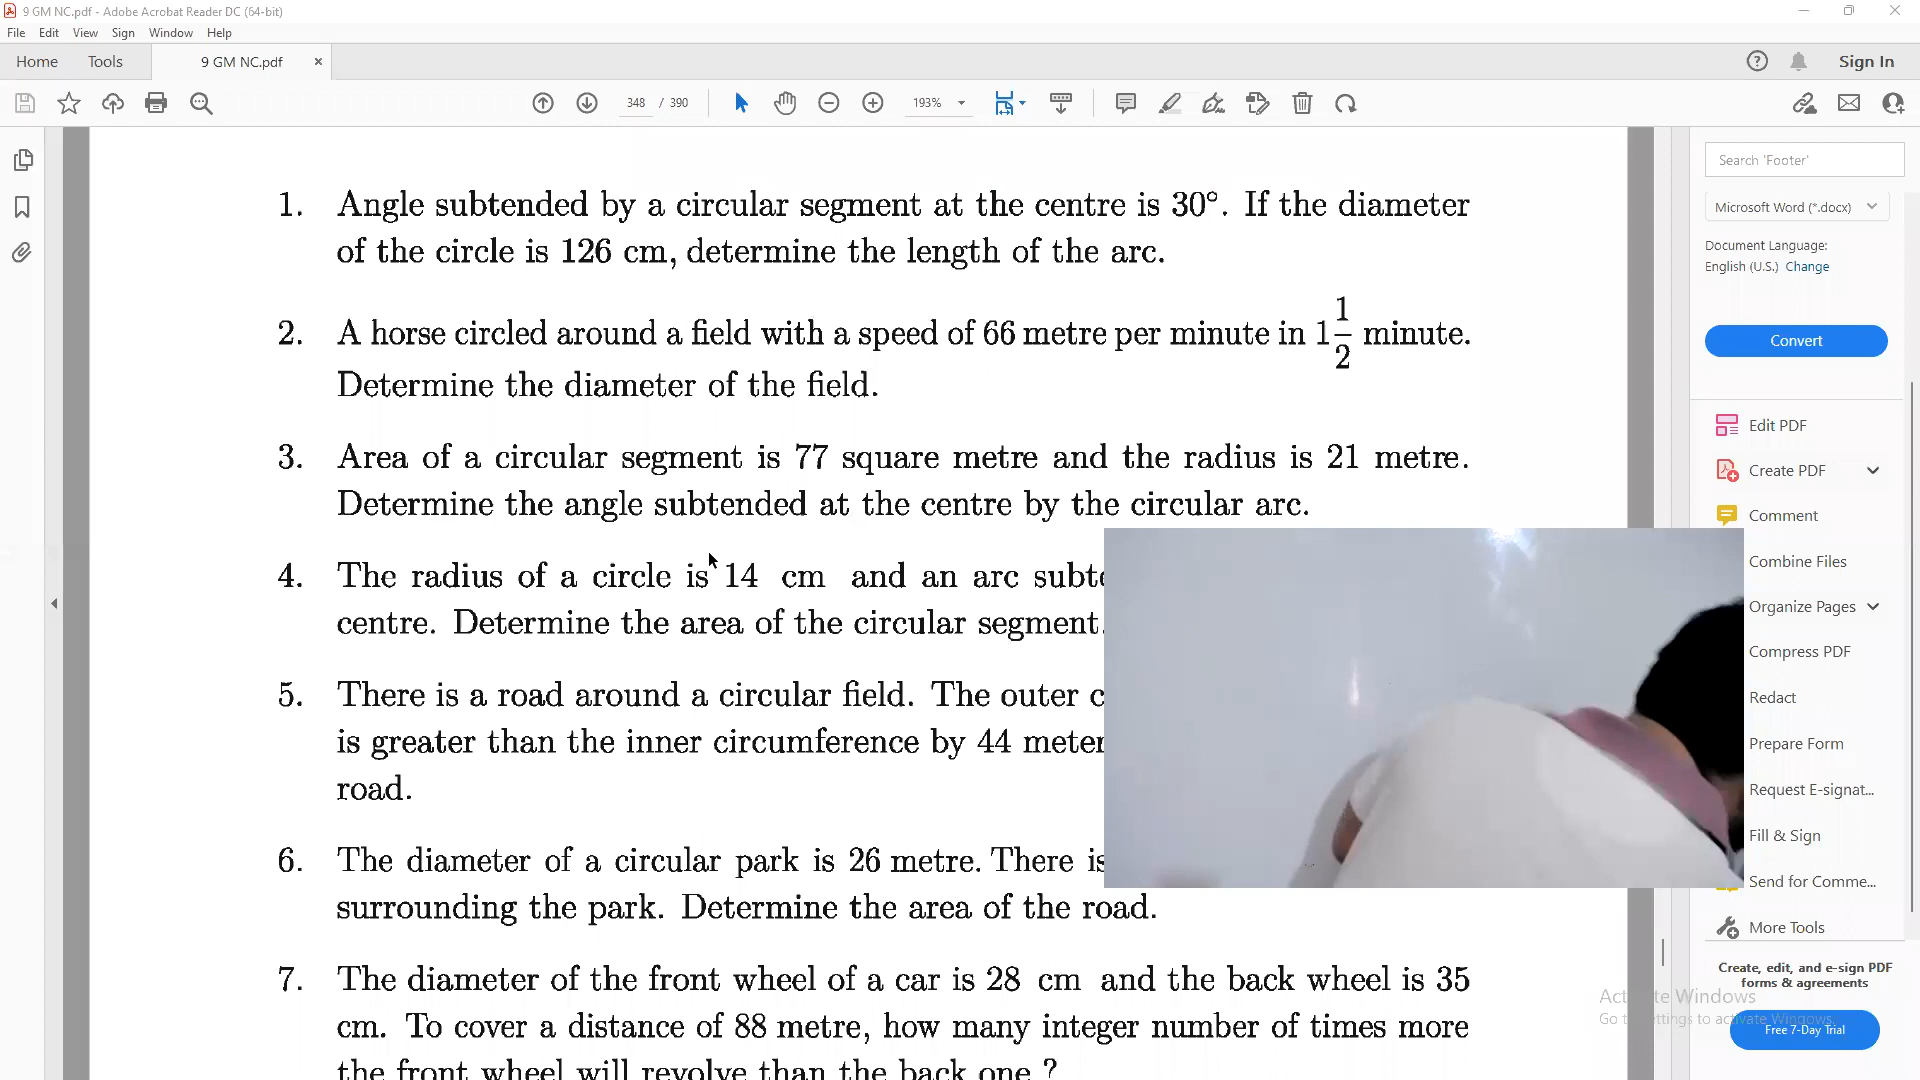 9 GM NC.pdf - Adobe Acrobat Reader DC (64-bit)
File Edit View Sign Window Help
Home Tools 9 GM NC.pdf Sign In
348 / 390 193%
1. Angle subtended by a circular segment at the centre is 30°. If the diameter
of the circle is 126 cm, determine the length of the arc.
2. A horse circled around a field with a speed of 66 metre per minute in 1 1/2 minute.
Determine the diameter of the field.
3. Area of a circular segment is 77 square metre and the radius is 21 metre.
Determine the angle subtended at the centre by the circular arc.
4. The radius of a circle is 14 cm and an arc
centre. Determine the area of the circular segment.
5. There is a road around a circular field. The outer
is greater than the inner circumference by 44
road.
6. The diameter of a circular park is 26 metre. There is
surrounding the park. Determine the area of the road.
7. The diameter of the front wheel of a car is 28 cm and the back wheel is 35
cm. To cover a distance of 88 metre, how many integer number of times more
the front wheel will revolve than the back one ?
Search 'Footer'
Microsoft Word (*.docx)
Document Language:
English (U.S.) Change
Convert
Edit PDF
Create PDF
Comment
Combine Files
Organize Pages
Compress PDF
Redact
Prepare Form
Request E-signat...
Fill & Sign
Send for Comme...
More Tools
Create, edit, and e-sign PDF
forms & agreements
Free 7-Day Trial
Windows